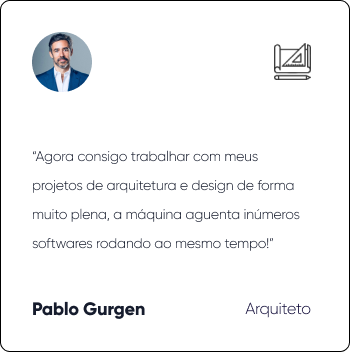 “Agora consigo trabalhar com meus
projetos de arquitetura e design de forma
muito plena, a máquina aguenta inúmeros
softwares rodando ao mesmo tempo!”
Pablo Gurgen
Arquiteto